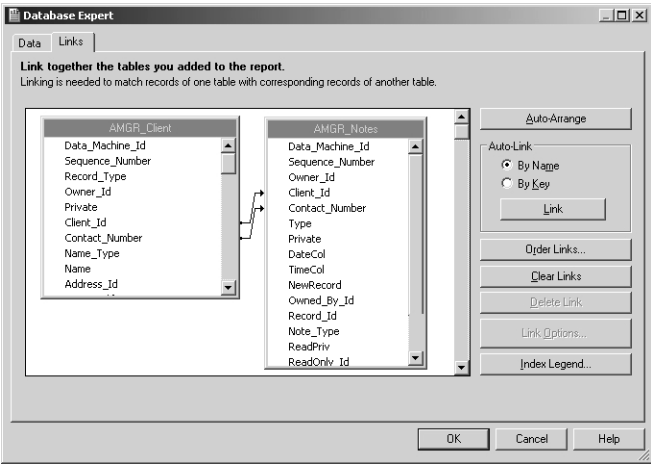 Database Expert
Data
Links
Link together the tables you added to the report.
Linking is needed to match records of one table with corresponding records of another table.
AMGR_Client
Data_Machine_Id
Sequence_Number
Record_Type
Owner_Id
Private
Client_Id
Contact_Number
Name_Type
Name
Address_Id
AMGR_Notes
Data_Machine_Id
Sequence_Number
Owner_Id
Client_Id
Contact_Number
Type
Private
DateCol
TimeCol
NewRecord
Owned_By_Id
Record_Id
Note_Type
ReadPriv
ReadOnly_Id
Auto-Arrange
Auto-Link
By Name
By Key
Link
Order Links...
Clear Links
Delete Link
Link Options...
Index Legend...
OK
Cancel
Help